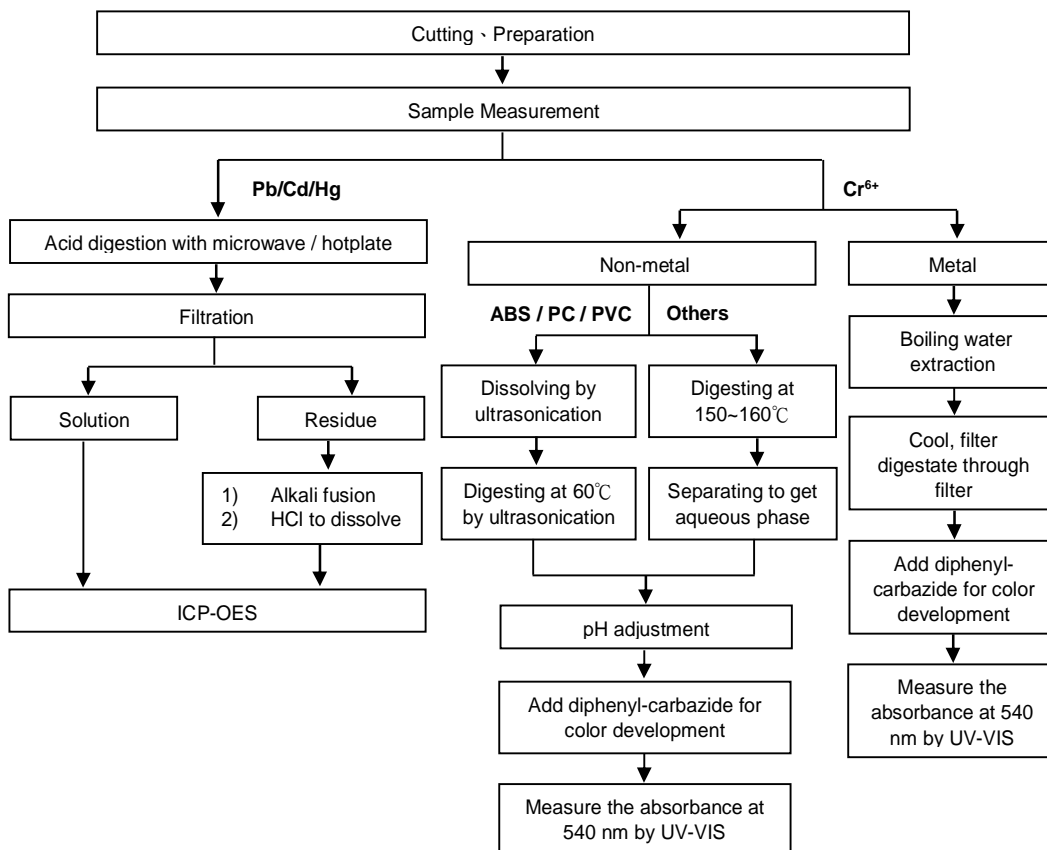 Cutting、Preparation
Sample Measurement
Pb/Cd/Hg
Cr⁶⁺
Acid digestion with microwave / hotplate
Non-metal
Metal
Filtration
ABS / PC / PVC
Others
Boiling water
extraction
Solution
Residue
Dissolving by
ultrasonication
Digesting at
150~160℃
Cool, filter
digestate through
filter
1) Alkali fusion
2) HCl to dissolve
Digesting at 60℃
by ultrasonication
Separating to get
aqueous phase
Add diphenyl-
carbazide for color
development
ICP-OES
pH adjustment
Measure the
absorbance at 540
nm by UV-VIS
Add diphenyl-carbazide for
color development
Measure the absorbance at
540 nm by UV-VIS